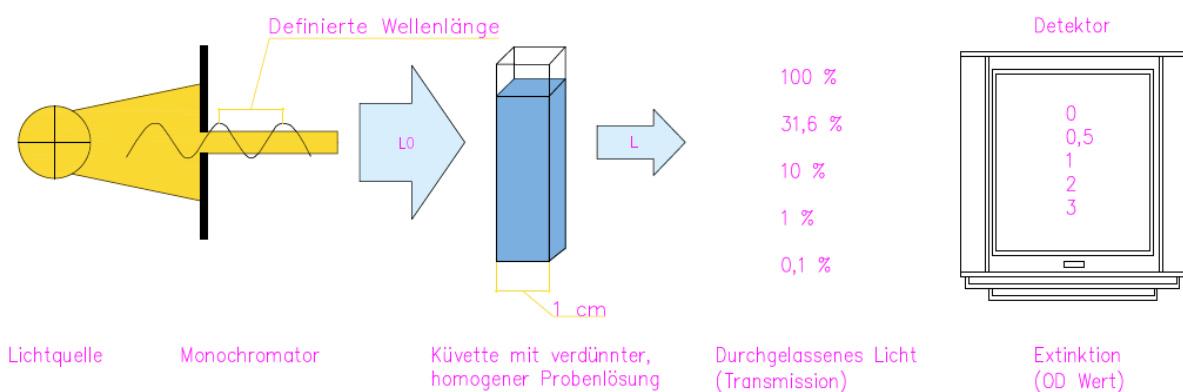 Definierte Wellenlänge
Detektor
L0
L
100 %
31,6 %
10 %
1 %
0,1 %
0
0,5
1
2
3
1 cm
Lichtquelle
Monochromator
Küvette mit verdünnter,
homogener Probenlösung
Durchgelassenes Licht
(Transmission)
Extinktion
(OD Wert)